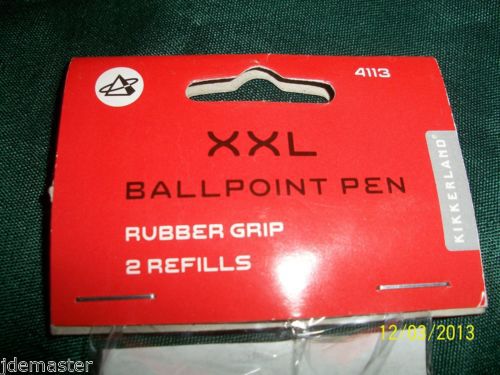 4113
XXL
BALLPOINT PEN
KIKKERLAND®
RUBBER GRIP
2 REFILLS
12/03/2013
jdemaster